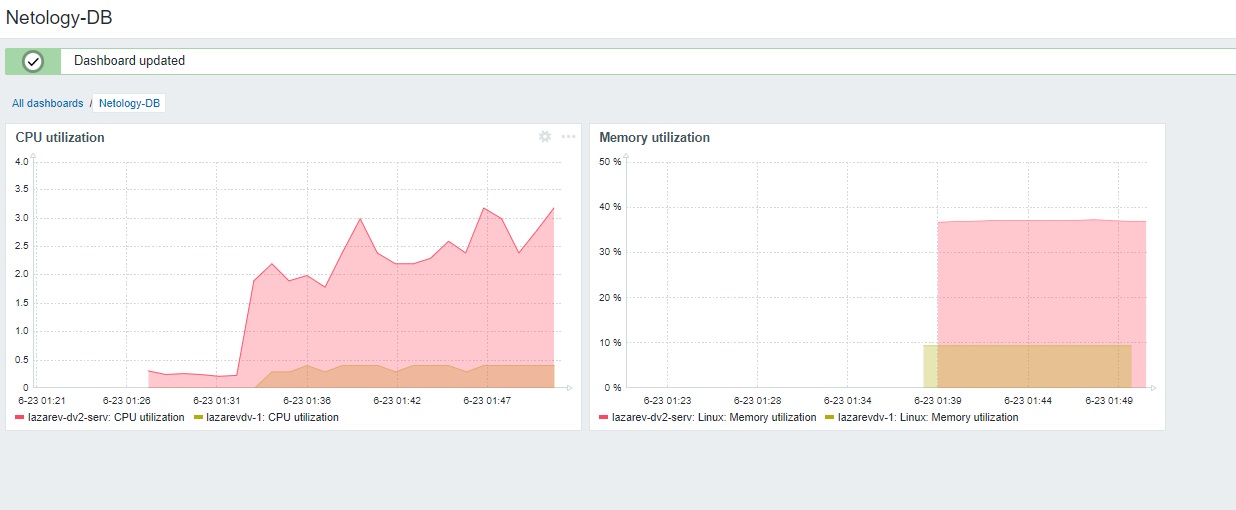 Netology-DB
Dashboard updated
All dashboards / Netology-DB
CPU utilization
4.0
3.5
3.0
2.5
2.0
1.5
1.0
0.5
0
6-23 01:21 6-23 01:26 6-23 01:31 6-23 01:36 6-23 01:42 6-23 01:47
lazarev-dv2-serv: CPU utilization lazarevdv-1: CPU utilization
Memory utilization
50 %
40 %
30 %
20 %
10 %
0 %
6-23 01:23 6-23 01:28 6-23 01:34 6-23 01:39 6-23 01:44 6-23 01:49
lazarev-dv2-serv: Linux: Memory utilization lazarevdv-1: Linux: Memory utilization